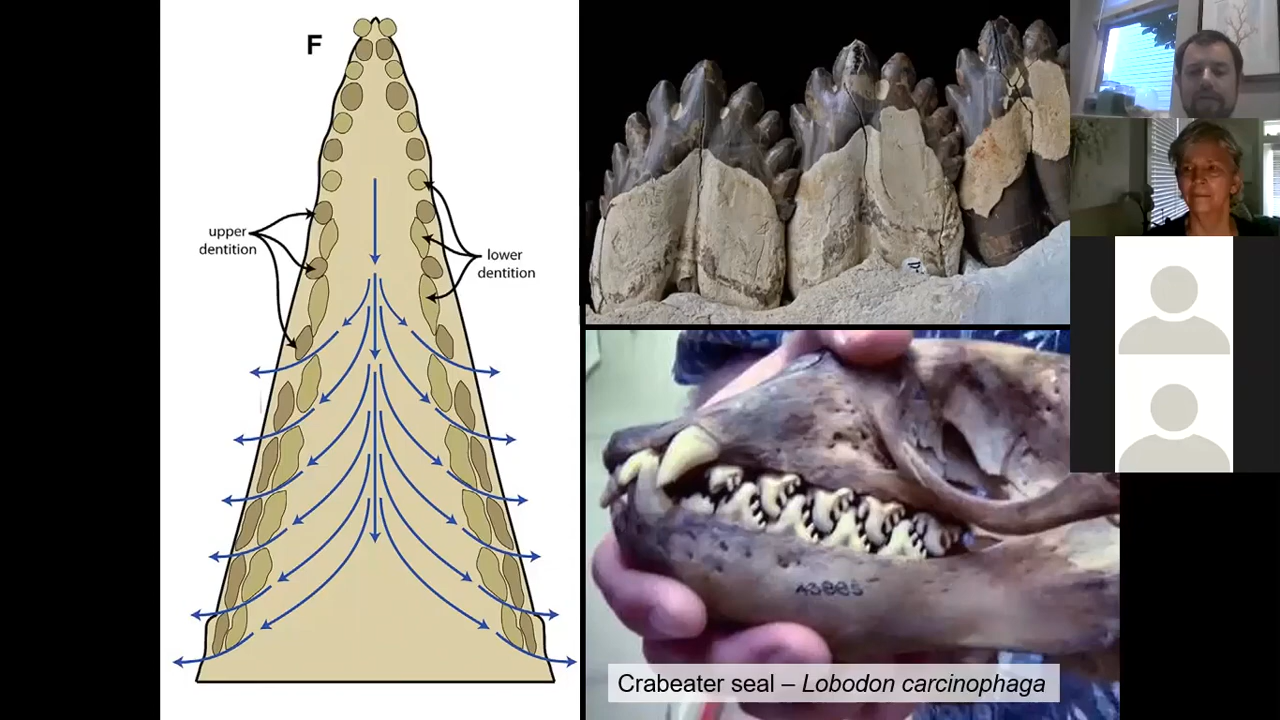 F
upper
dentition
lower
dentition
43885
Crabeater seal – Lobodon carcinophaga